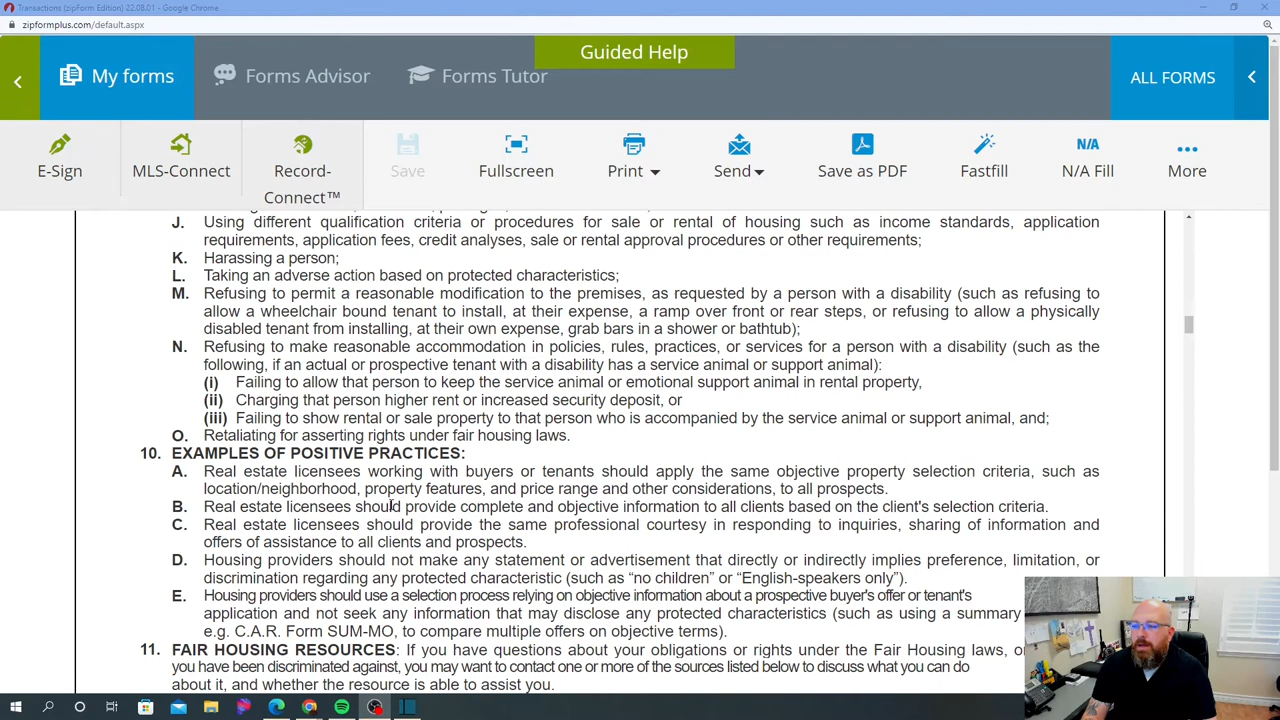 Transactions (zipForm Edition) 22.08.01 - Google Chrome
zipformplus.com/default.aspx
Guided Help
My forms
Forms Advisor
Forms Tutor
ALL FORMS
E-Sign
MLS-Connect
Record-
Connect™
Save
Fullscreen
Print
Send
Save as PDF
Fastfill
N/A
N/A Fill
More
J. Using different qualification criteria or procedures for sale or rental of housing such as income standards, application
requirements, application fees, credit analyses, sale or rental approval procedures or other requirements;
K. Harassing a person;
L. Taking an adverse action based on protected characteristics;
M. Refusing to permit a reasonable modification to the premises, as requested by a person with a disability (such as refusing to
allow a wheelchair bound tenant to install, at their expense, a ramp over front or rear steps, or refusing to allow a physically
disabled tenant from installing, at their own expense, grab bars in a shower or bathtub);
N. Refusing to make reasonable accommodation in policies, rules, practices, or services for a person with a disability (such as the
following, if an actual or prospective tenant with a disability has a service animal or support animal):
(i) Failing to allow that person to keep the service animal or emotional support animal in rental property,
(ii) Charging that person higher rent or increased security deposit, or
(iii) Failing to show rental or sale property to that person who is accompanied by the service animal or support animal, and;
O. Retaliating for asserting rights under fair housing laws.
10. EXAMPLES OF POSITIVE PRACTICES:
A. Real estate licensees working with buyers or tenants should apply the same objective property selection criteria, such as
location/neighborhood, property features, and price range and other considerations, to all prospects.
B. Real estate licensees should provide complete and objective information to all clients based on the client's selection criteria.
C. Real estate licensees should provide the same professional courtesy in responding to inquiries, sharing of information and
offers of assistance to all clients and prospects.
D. Housing providers should not make any statement or advertisement that directly or indirectly implies preference, limitation, or
discrimination regarding any protected characteristic (such as “no children” or “English-speakers only”).
E. Housing providers should use a selection process relying on objective information about a prospective buyer's offer or tenant's
application and not seek any information that may disclose any protected characteristics (such as using a summary
e.g. C.A.R. Form SUM-MO, to compare multiple offers on objective terms).
11. FAIR HOUSING RESOURCES: If you have questions about your obligations or rights under the Fair Housing laws, or
you have been discriminated against, you may want to contact one or more of the sources listed below to discuss what you can do
about it, and whether the resource is able to assist you.